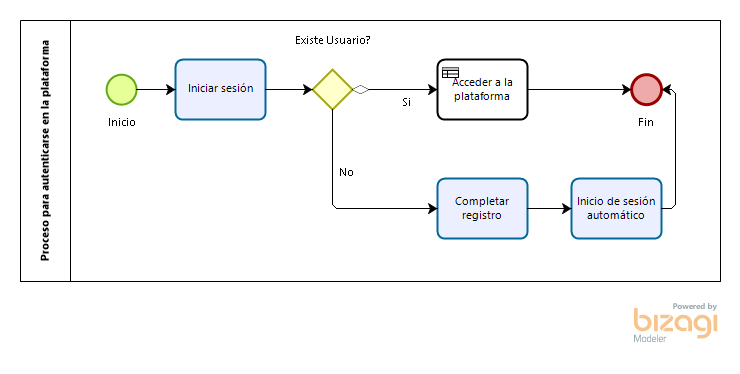 Proceso para autenticarse en la plataforma
Existe Usuario?
Inicio
Iniciar sesión
Si
Acceder a la
plataforma
Fin
No
Completar
registro
Inicio de sesión
automático
Powered by
bizagi
Modeler